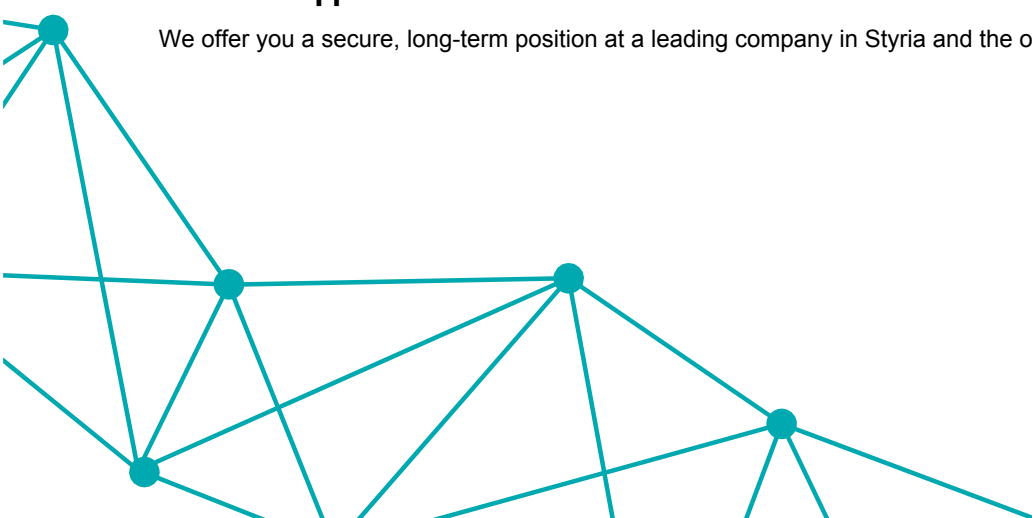 We offer you a secure, long-term position at a leading company in Styria and the o